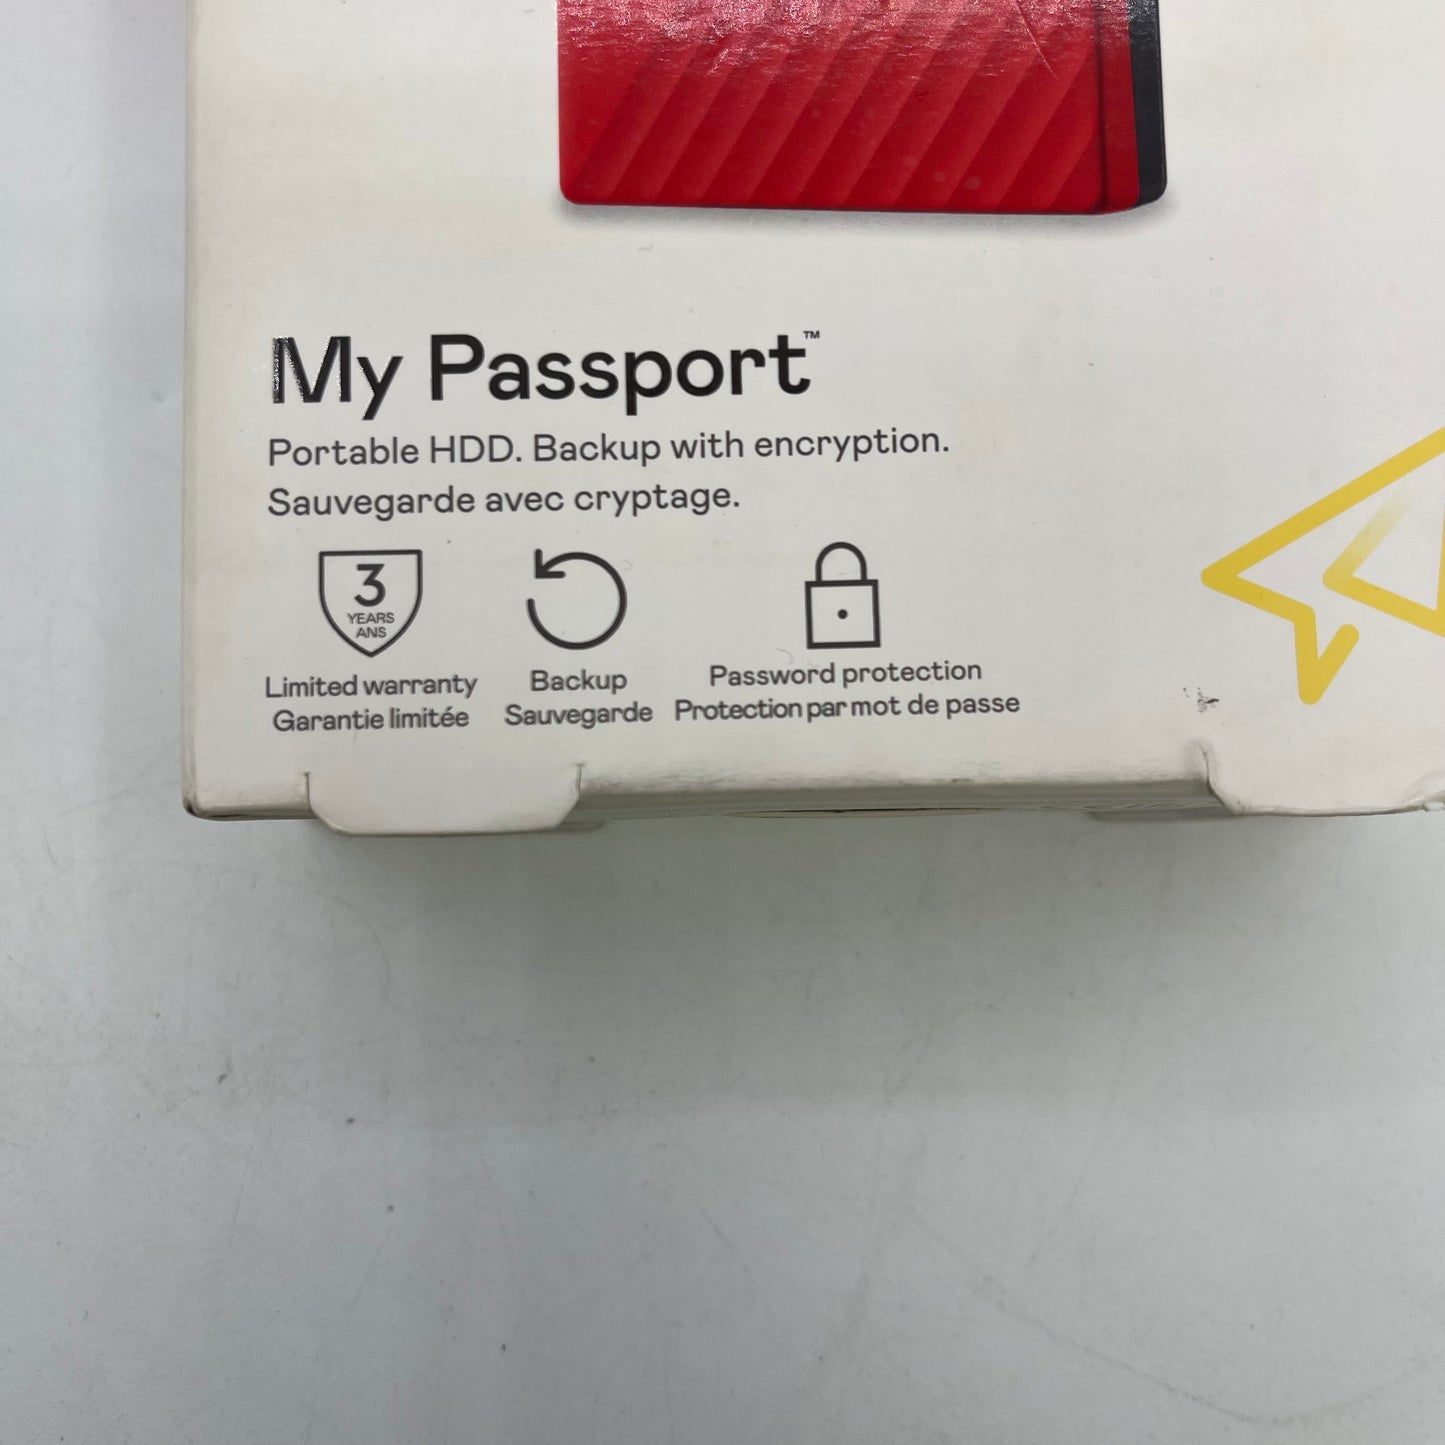 My Passport™
Portable HDD. Backup with encryption.
Sauvegarde avec cryptage.
3
YEARS
ANS
Limited warranty
Garantie limitée
Backup
Sauvegarde
Password protection
Protection par mot de passe